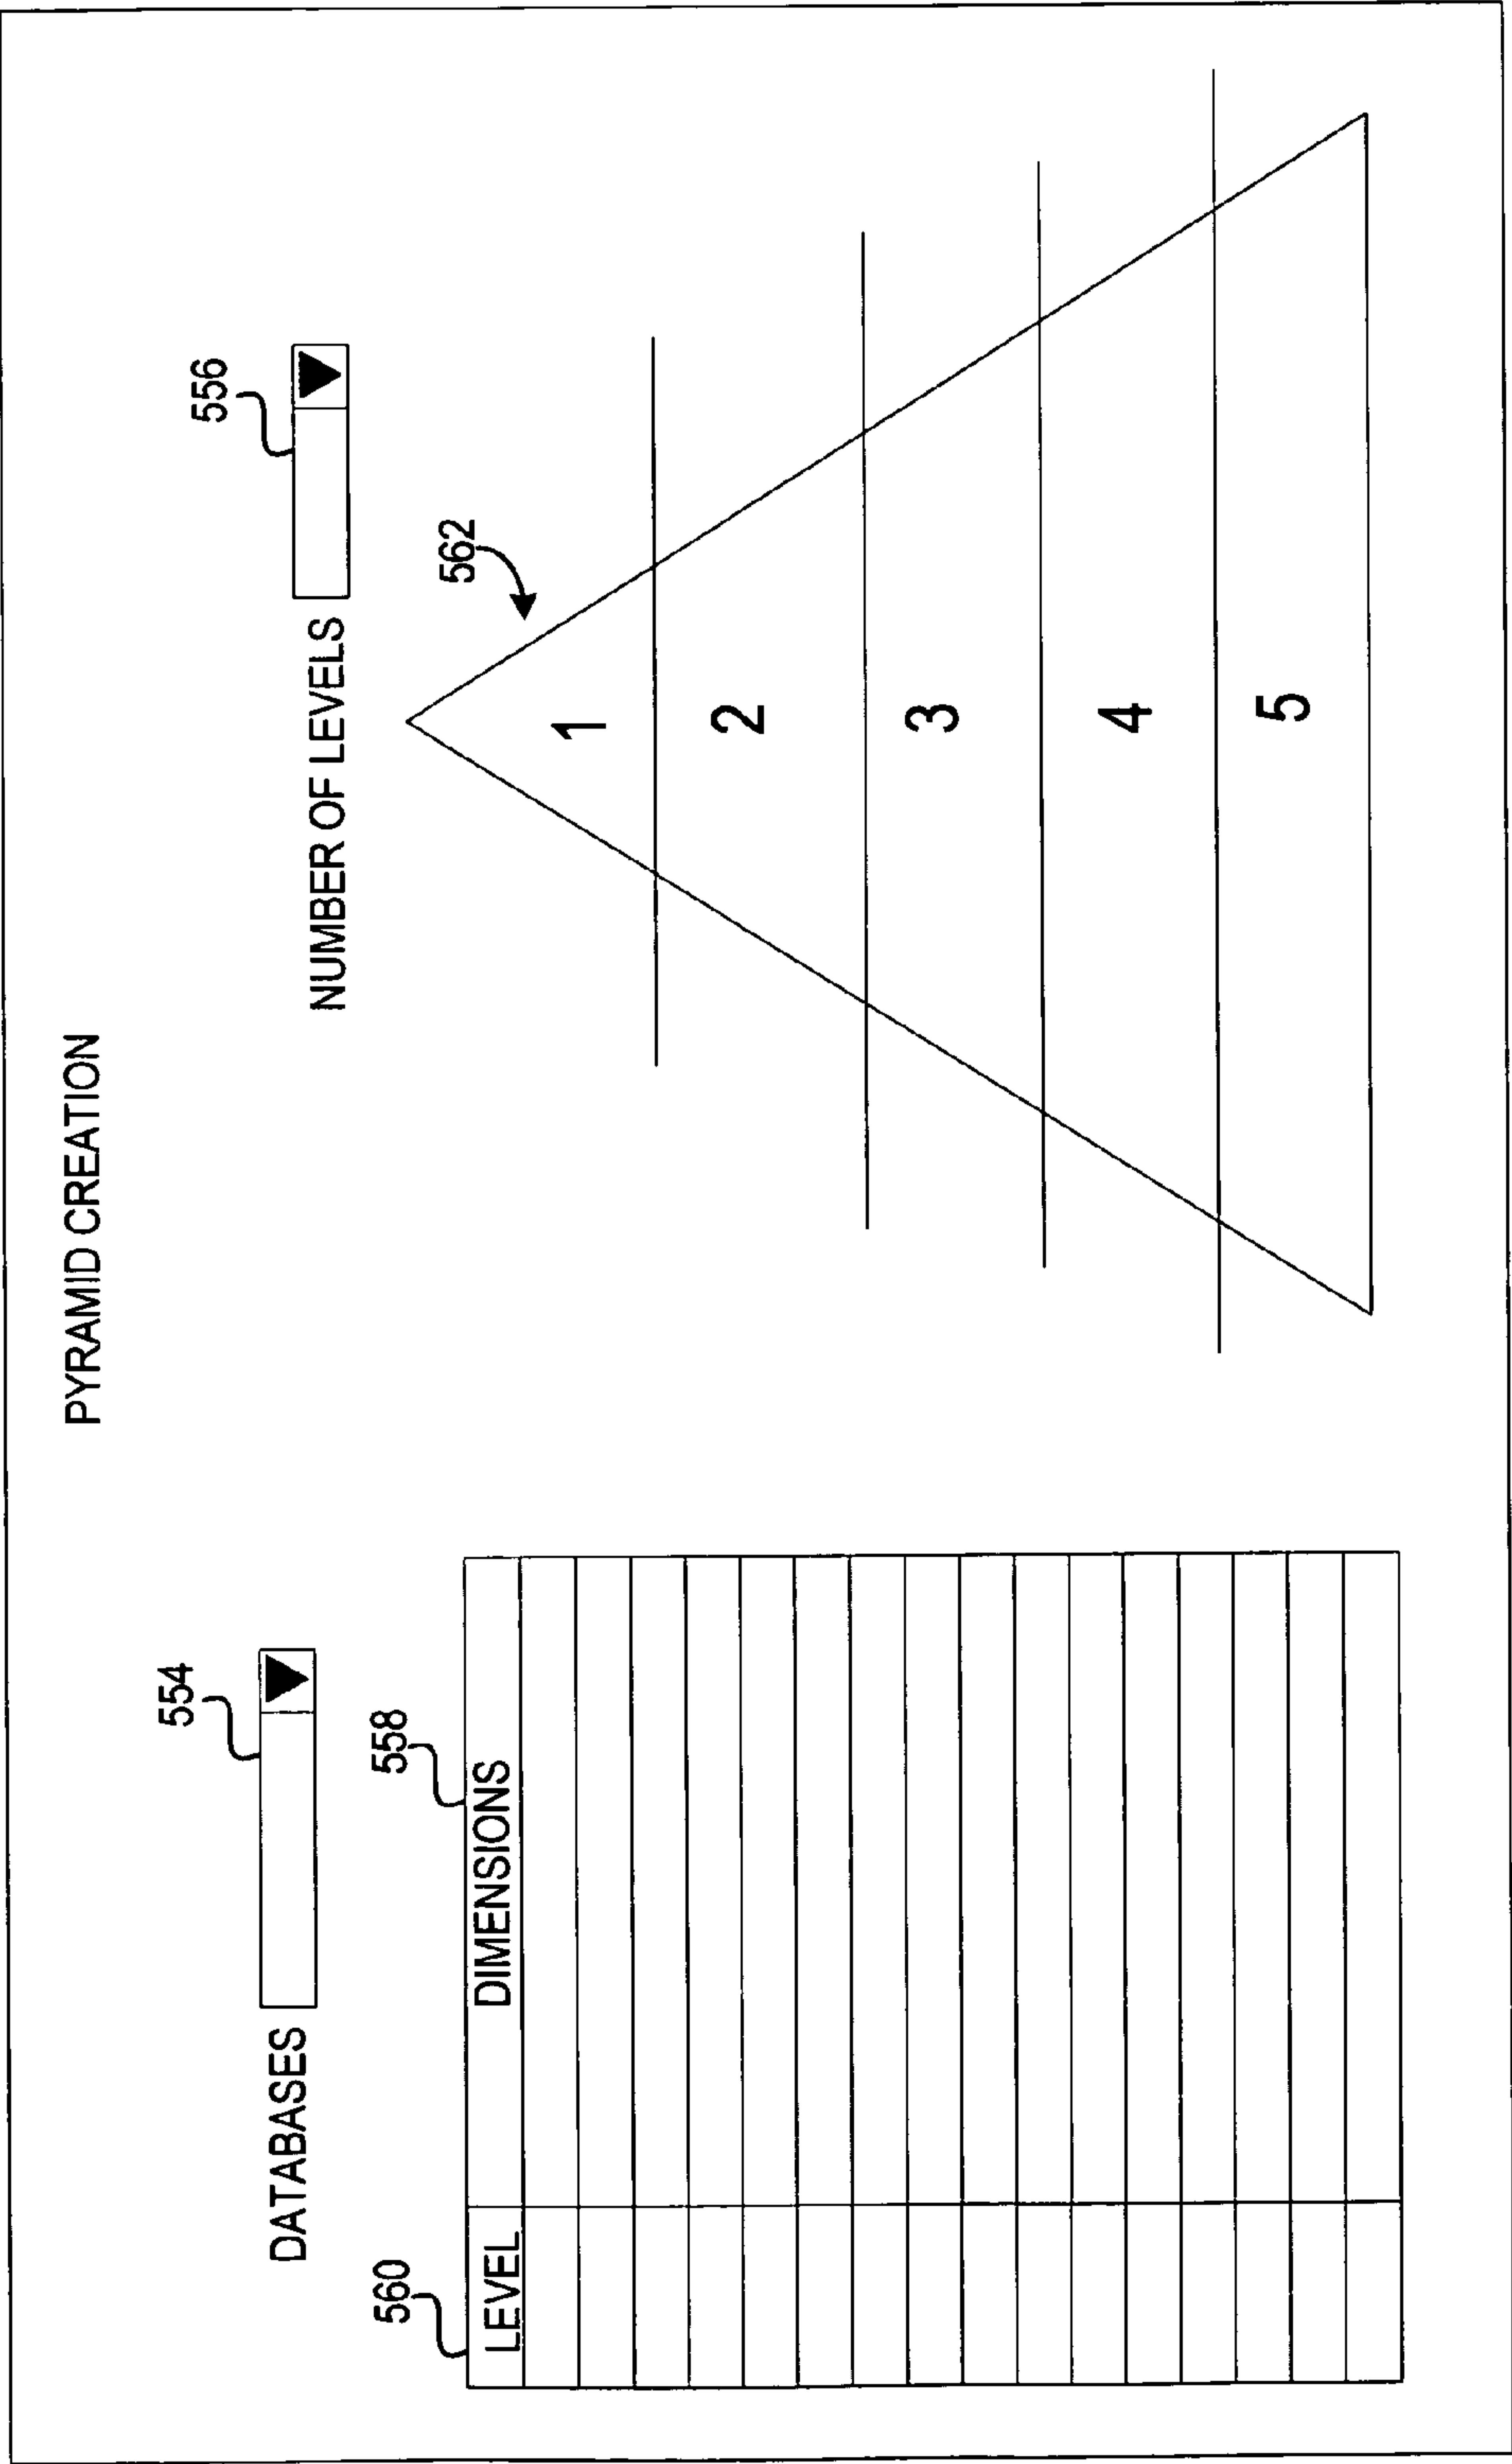 PYRAMID CREATION
554
DATABASES
556
NUMBER OF LEVELS
560
558
LEVEL DIMENSIONS
562
1
2
3
4
5